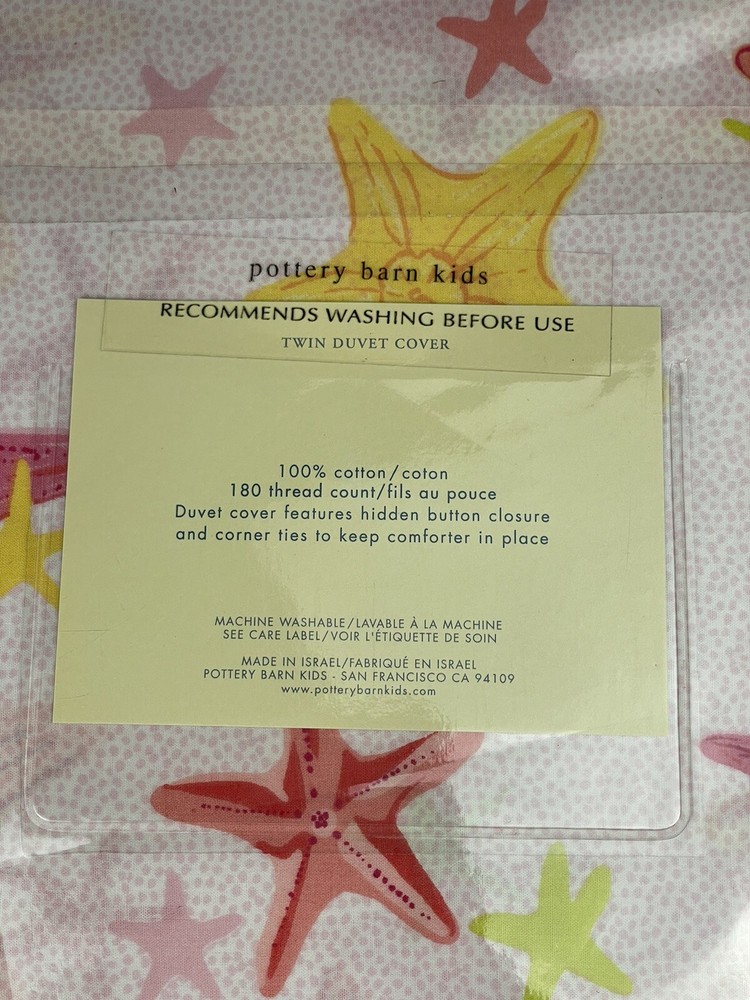 pottery barn kids
RECOMMENDS WASHING BEFORE USE
TWIN DUVET COVER
100% cotton/coton
180 thread count/fils au pouce
Duvet cover features hidden button closure
and corner ties to keep comforter in place
MACHINE WASHABLE/LAVABLE À LA MACHINE
SEE CARE LABEL/VOIR L'ÉTIQUETTE DE SOIN
MADE IN ISRAEL/FABRIQUÉ EN ISRAEL
POTTERY BARN KIDS - SAN FRANCISCO CA 94109
www.potterybarnkids.com